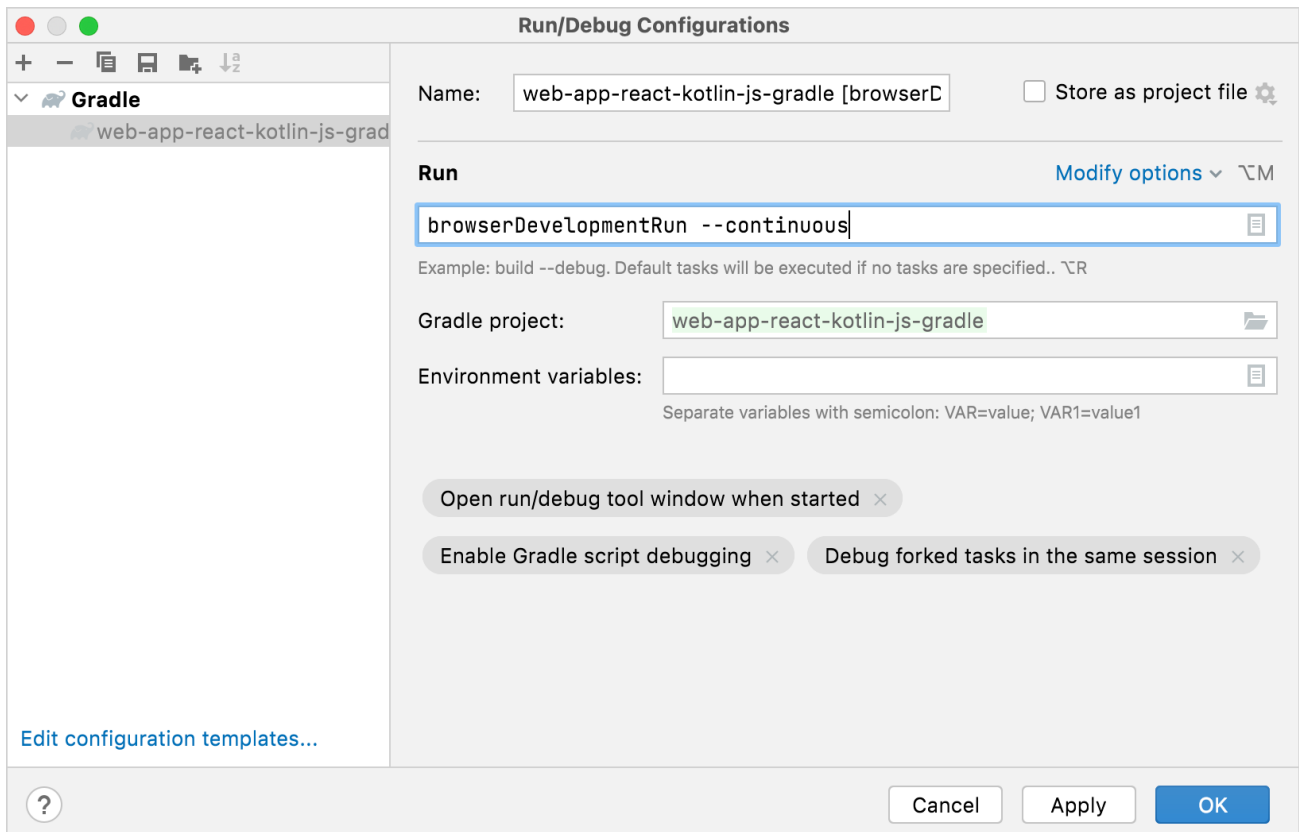 Run/Debug Configurations
Gradle
web-app-react-kotlin-js-grad
Edit configuration templates...
Name: web-app-react-kotlin-js-gradle [browserD Store as project file
Run Modify options ⌥M
browserDevelopmentRun --continuous
Example: build --debug. Default tasks will be executed if no tasks are specified.. ⌥R
Gradle project: web-app-react-kotlin-js-gradle
Environment variables:
Separate variables with semicolon: VAR=value; VAR1=value1
Open run/debug tool window when started ×
Enable Gradle script debugging × Debug forked tasks in the same session ×
? Cancel Apply OK